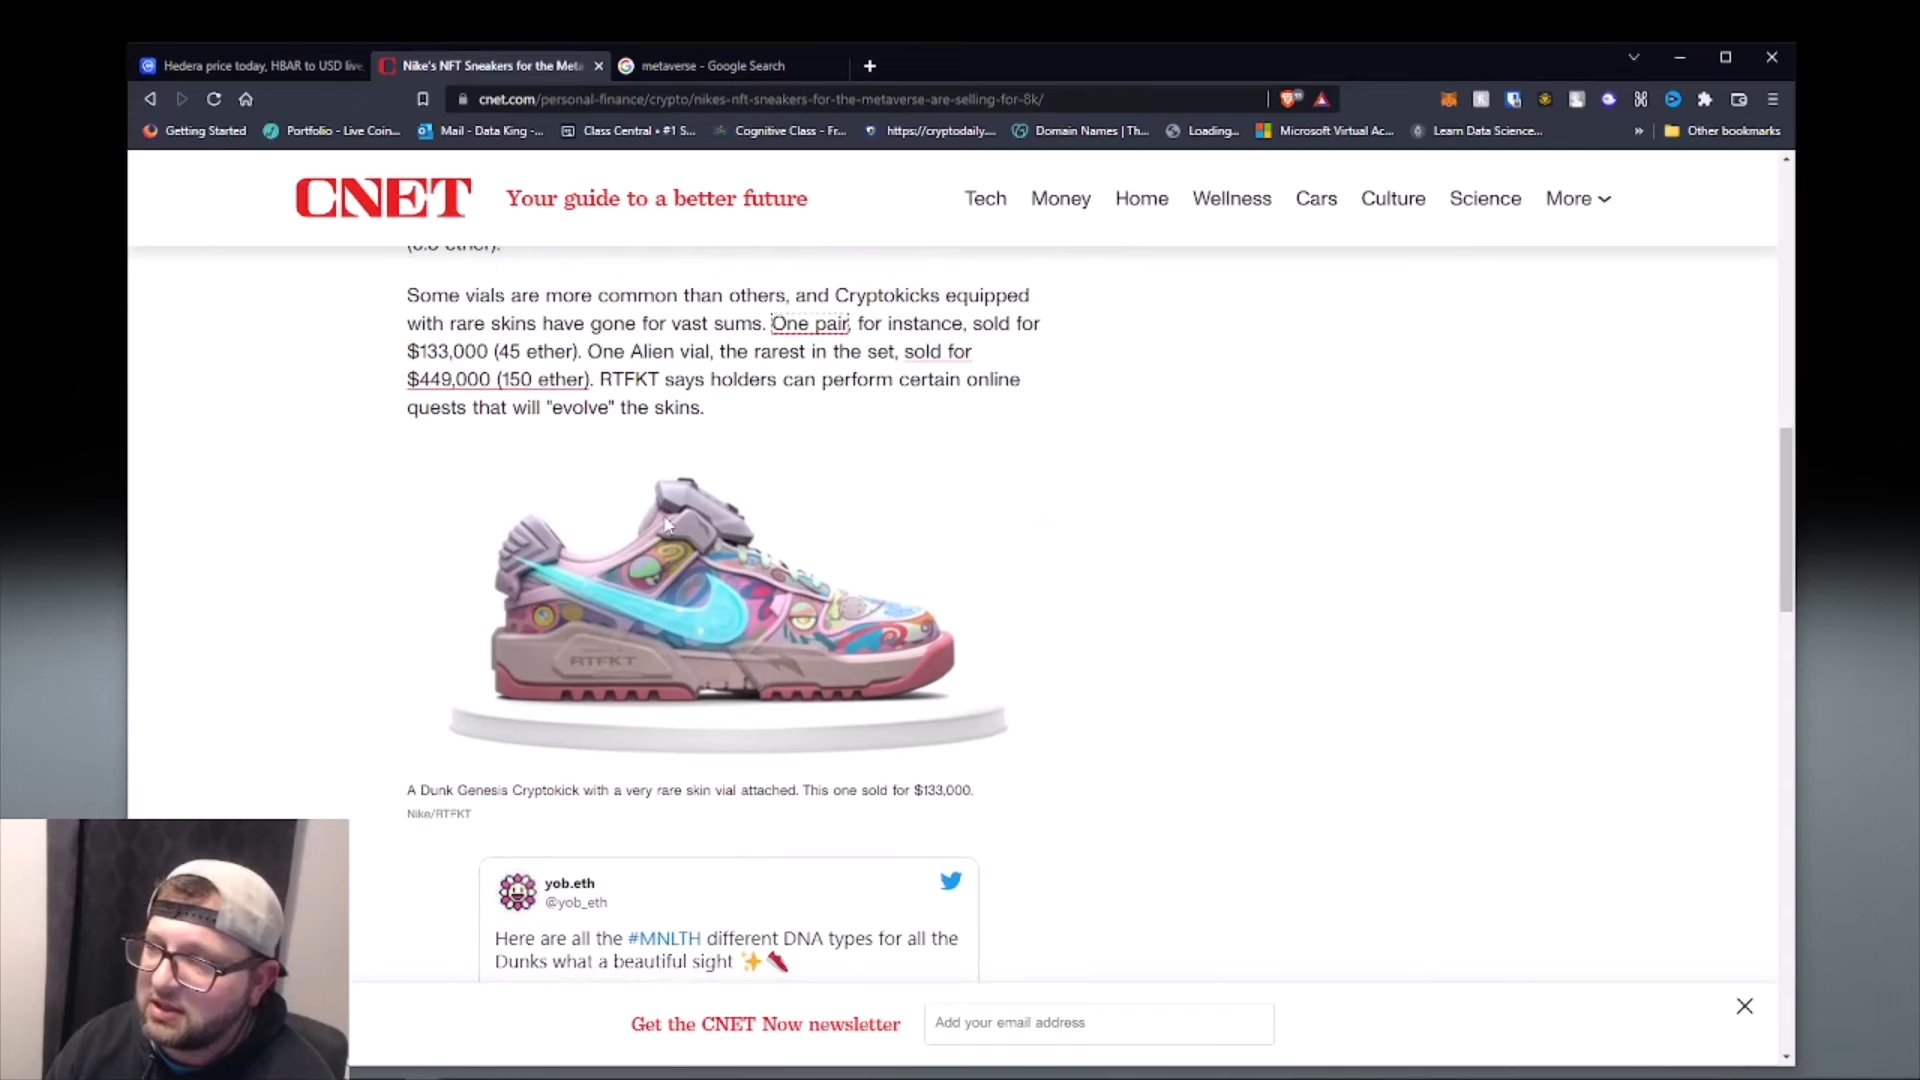 Hedera price today, HBAR to USD live,
Nike's NFT Sneakers for the Meta
metaverse - Google Search
cnet.com/personal-finance/crypto/nikes-nft-sneakers-for-the-metaverse-are-selling-for-8k/
Getting Started
Portfolio - Live Coin...
Mail - Data King -...
Class Central • #1 S...
Cognitive Class - Fr...
https://cryptodaily....
Domain Names | Th...
Loading...
Microsoft Virtual Ac...
Learn Data Science...
»
Other bookmarks
CNET
Your guide to a better future
Tech
Money
Home
Wellness
Cars
Culture
Science
More
Some vials are more common than others, and Cryptokicks equipped
with rare skins have gone for vast sums. One pair, for instance, sold for
$133,000 (45 ether). One Alien vial, the rarest in the set, sold for
$449,000 (150 ether). RTFKT says holders can perform certain online
quests that will "evolve" the skins.
RTFKT
A Dunk Genesis Cryptokick with a very rare skin vial attached. This one sold for $133,000.
Nike/RTFKT
yob.eth
@yob_eth
Here are all the #MNLTH different DNA types for all the
Dunks what a beautiful sight ✨👠
Get the CNET Now newsletter
Add your email address